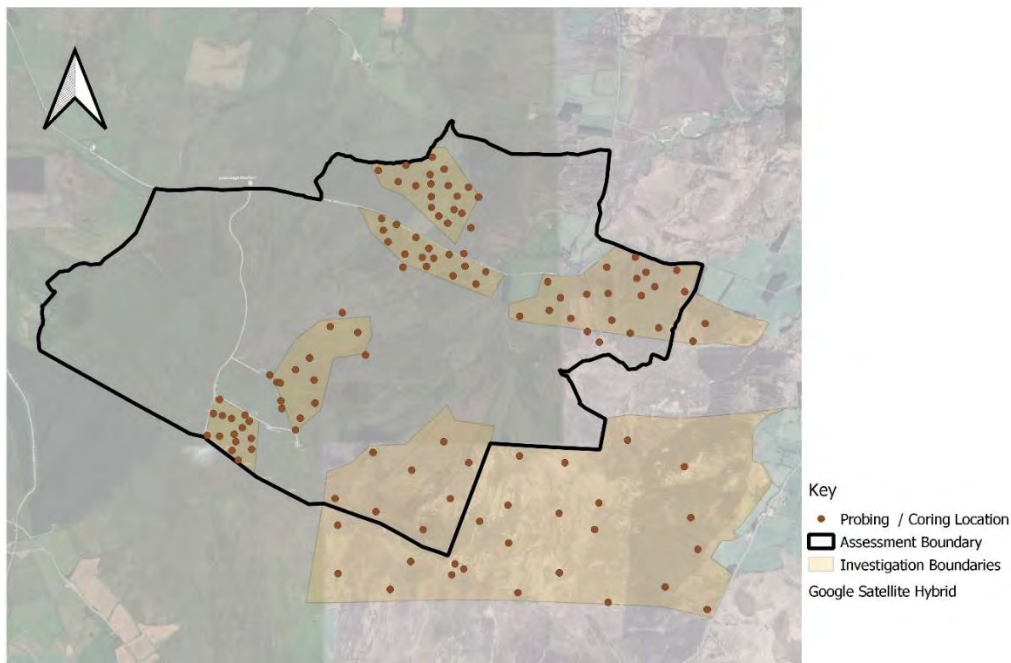 Key
Probing / Coring Location
Assessment Boundary
Investigation Boundaries
Google Satellite Hybrid